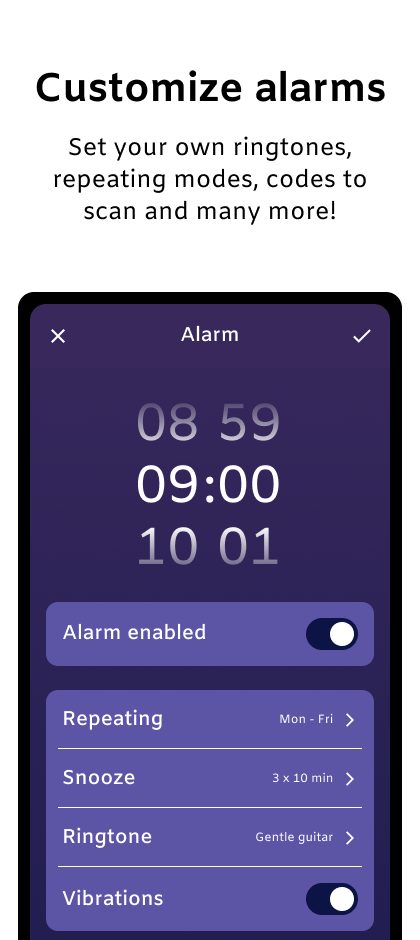 Customize alarms
Set your own ringtones,
repeating modes, codes to
scan and many more!
Alarm
08 59
09:00
10 01
Alarm enabled
Repeating Mon - Fri
Snooze 3 x 10 min
Ringtone Gentle guitar
Vibrations